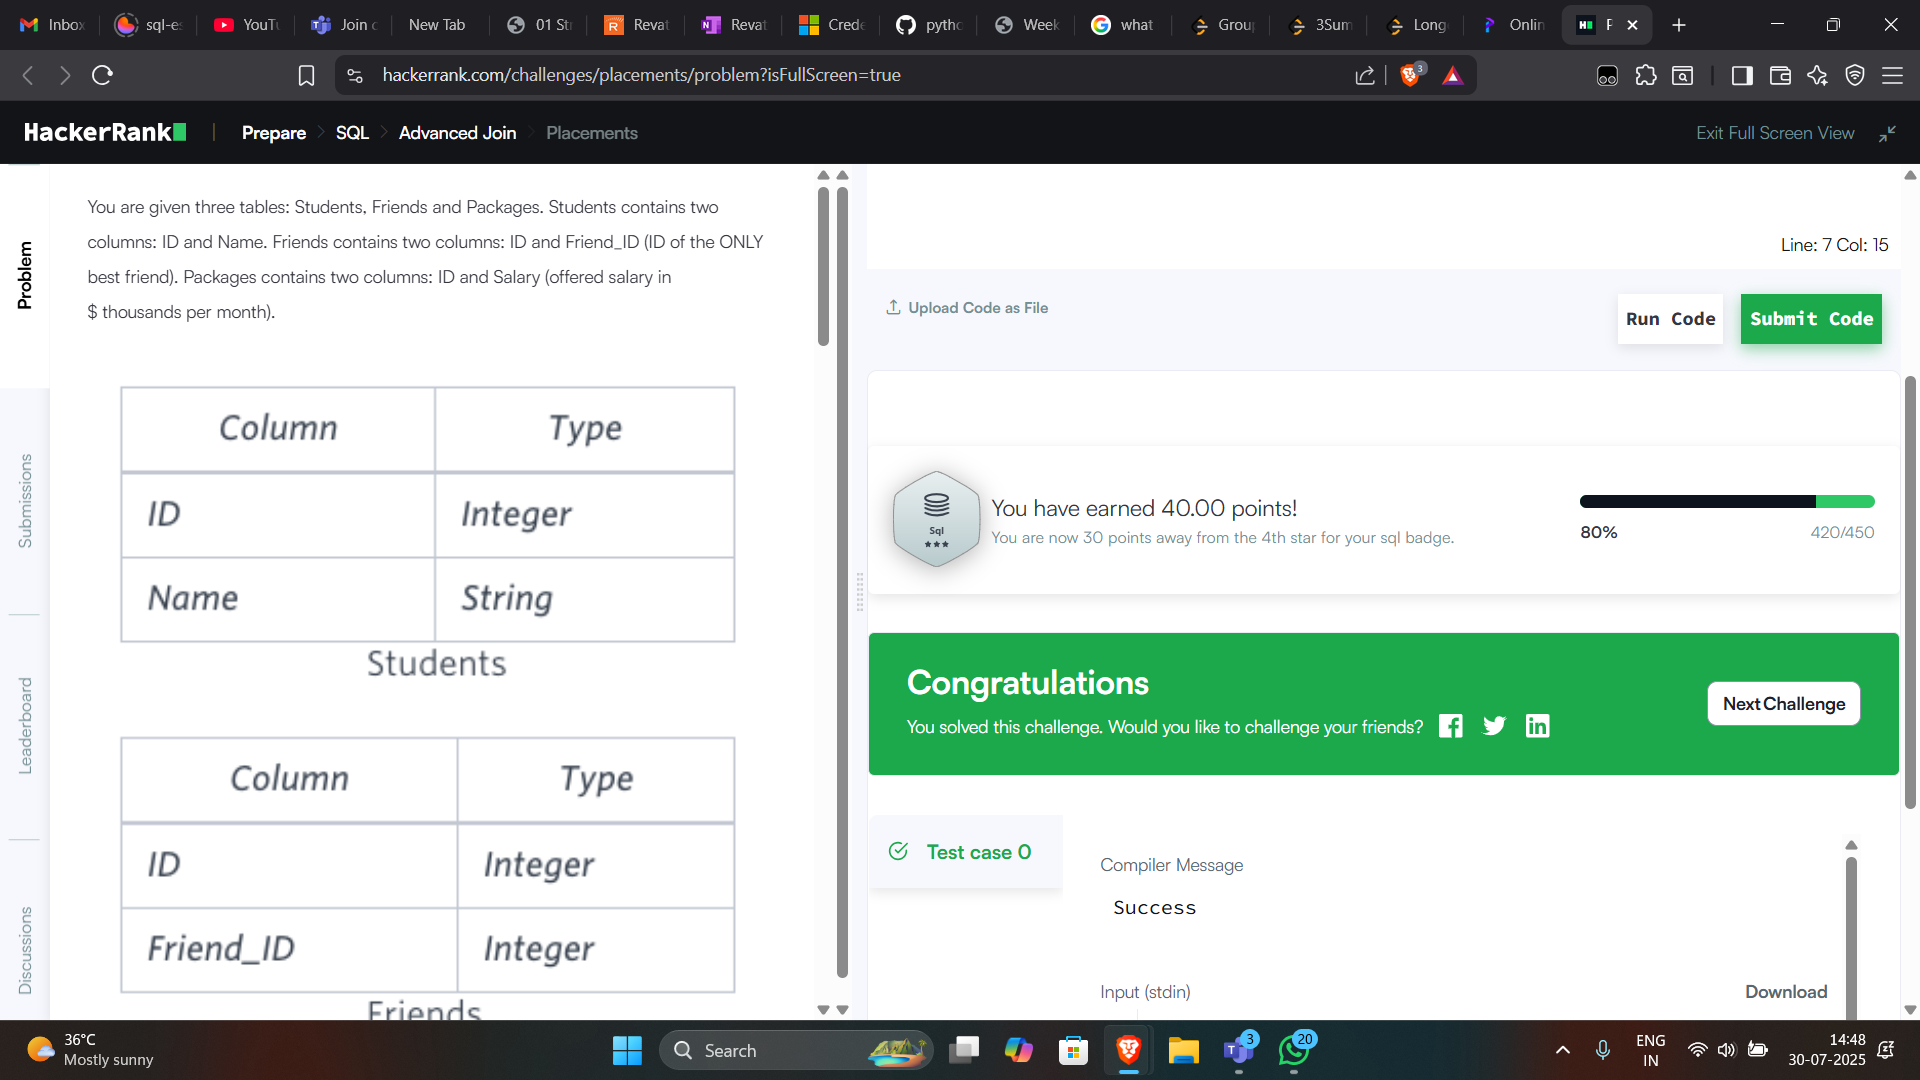 Inbox
sql-es
YouTu
Join c
New Tab
01 Str
Revat
Revat
Crede
pytho
Week
what
Group
3Sum
Long
Onlin
hackerrank.com/challenges/placements/problem?isFullScreen=true
3
HackerRank
Prepare
SQL
Advanced Join
Placements
Exit Full Screen View
Problem
Submissions
Leaderboard
Discussions
You are given three tables: Students, Friends and Packages. Students contains two
columns: ID and Name. Friends contains two columns: ID and Friend_ID (ID of the ONLY
best friend). Packages contains two columns: ID and Salary (offered salary in
$ thousands per month).
Column Type
ID Integer
Name String
Students
Column Type
ID Integer
Friend_ID Integer
Friends
Line: 7 Col: 15
Upload Code as File
Run Code
Submit Code
Sql
You have earned 40.00 points!
You are now 30 points away from the 4th star for your sql badge.
80%
420/450
Congratulations
You solved this challenge. Would you like to challenge your friends?
Next Challenge
Test case 0
Compiler Message
Success
Input (stdin)
Download
36°C
Mostly sunny
Search
3
20
ENG
IN
14:48
30-07-2025